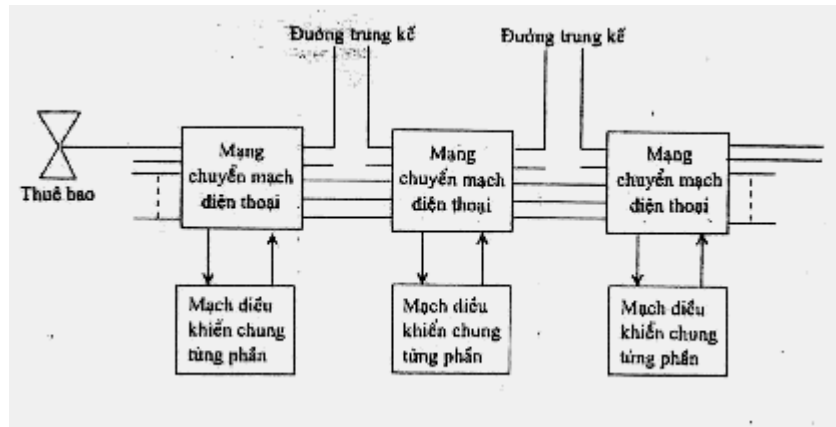 Đường trung kế
Đường trung kế
Thuê bao
Mạng
chuyển mạch
điện thoại
Mạng
chuyển mạch
điện thoại
Mạng
chuyển mạch
điện thoại
Mạch điều
khiển chung
từng phần
Mạch điều
khiển chung
từng phần
Mạch điều
khiển chung
từng phần